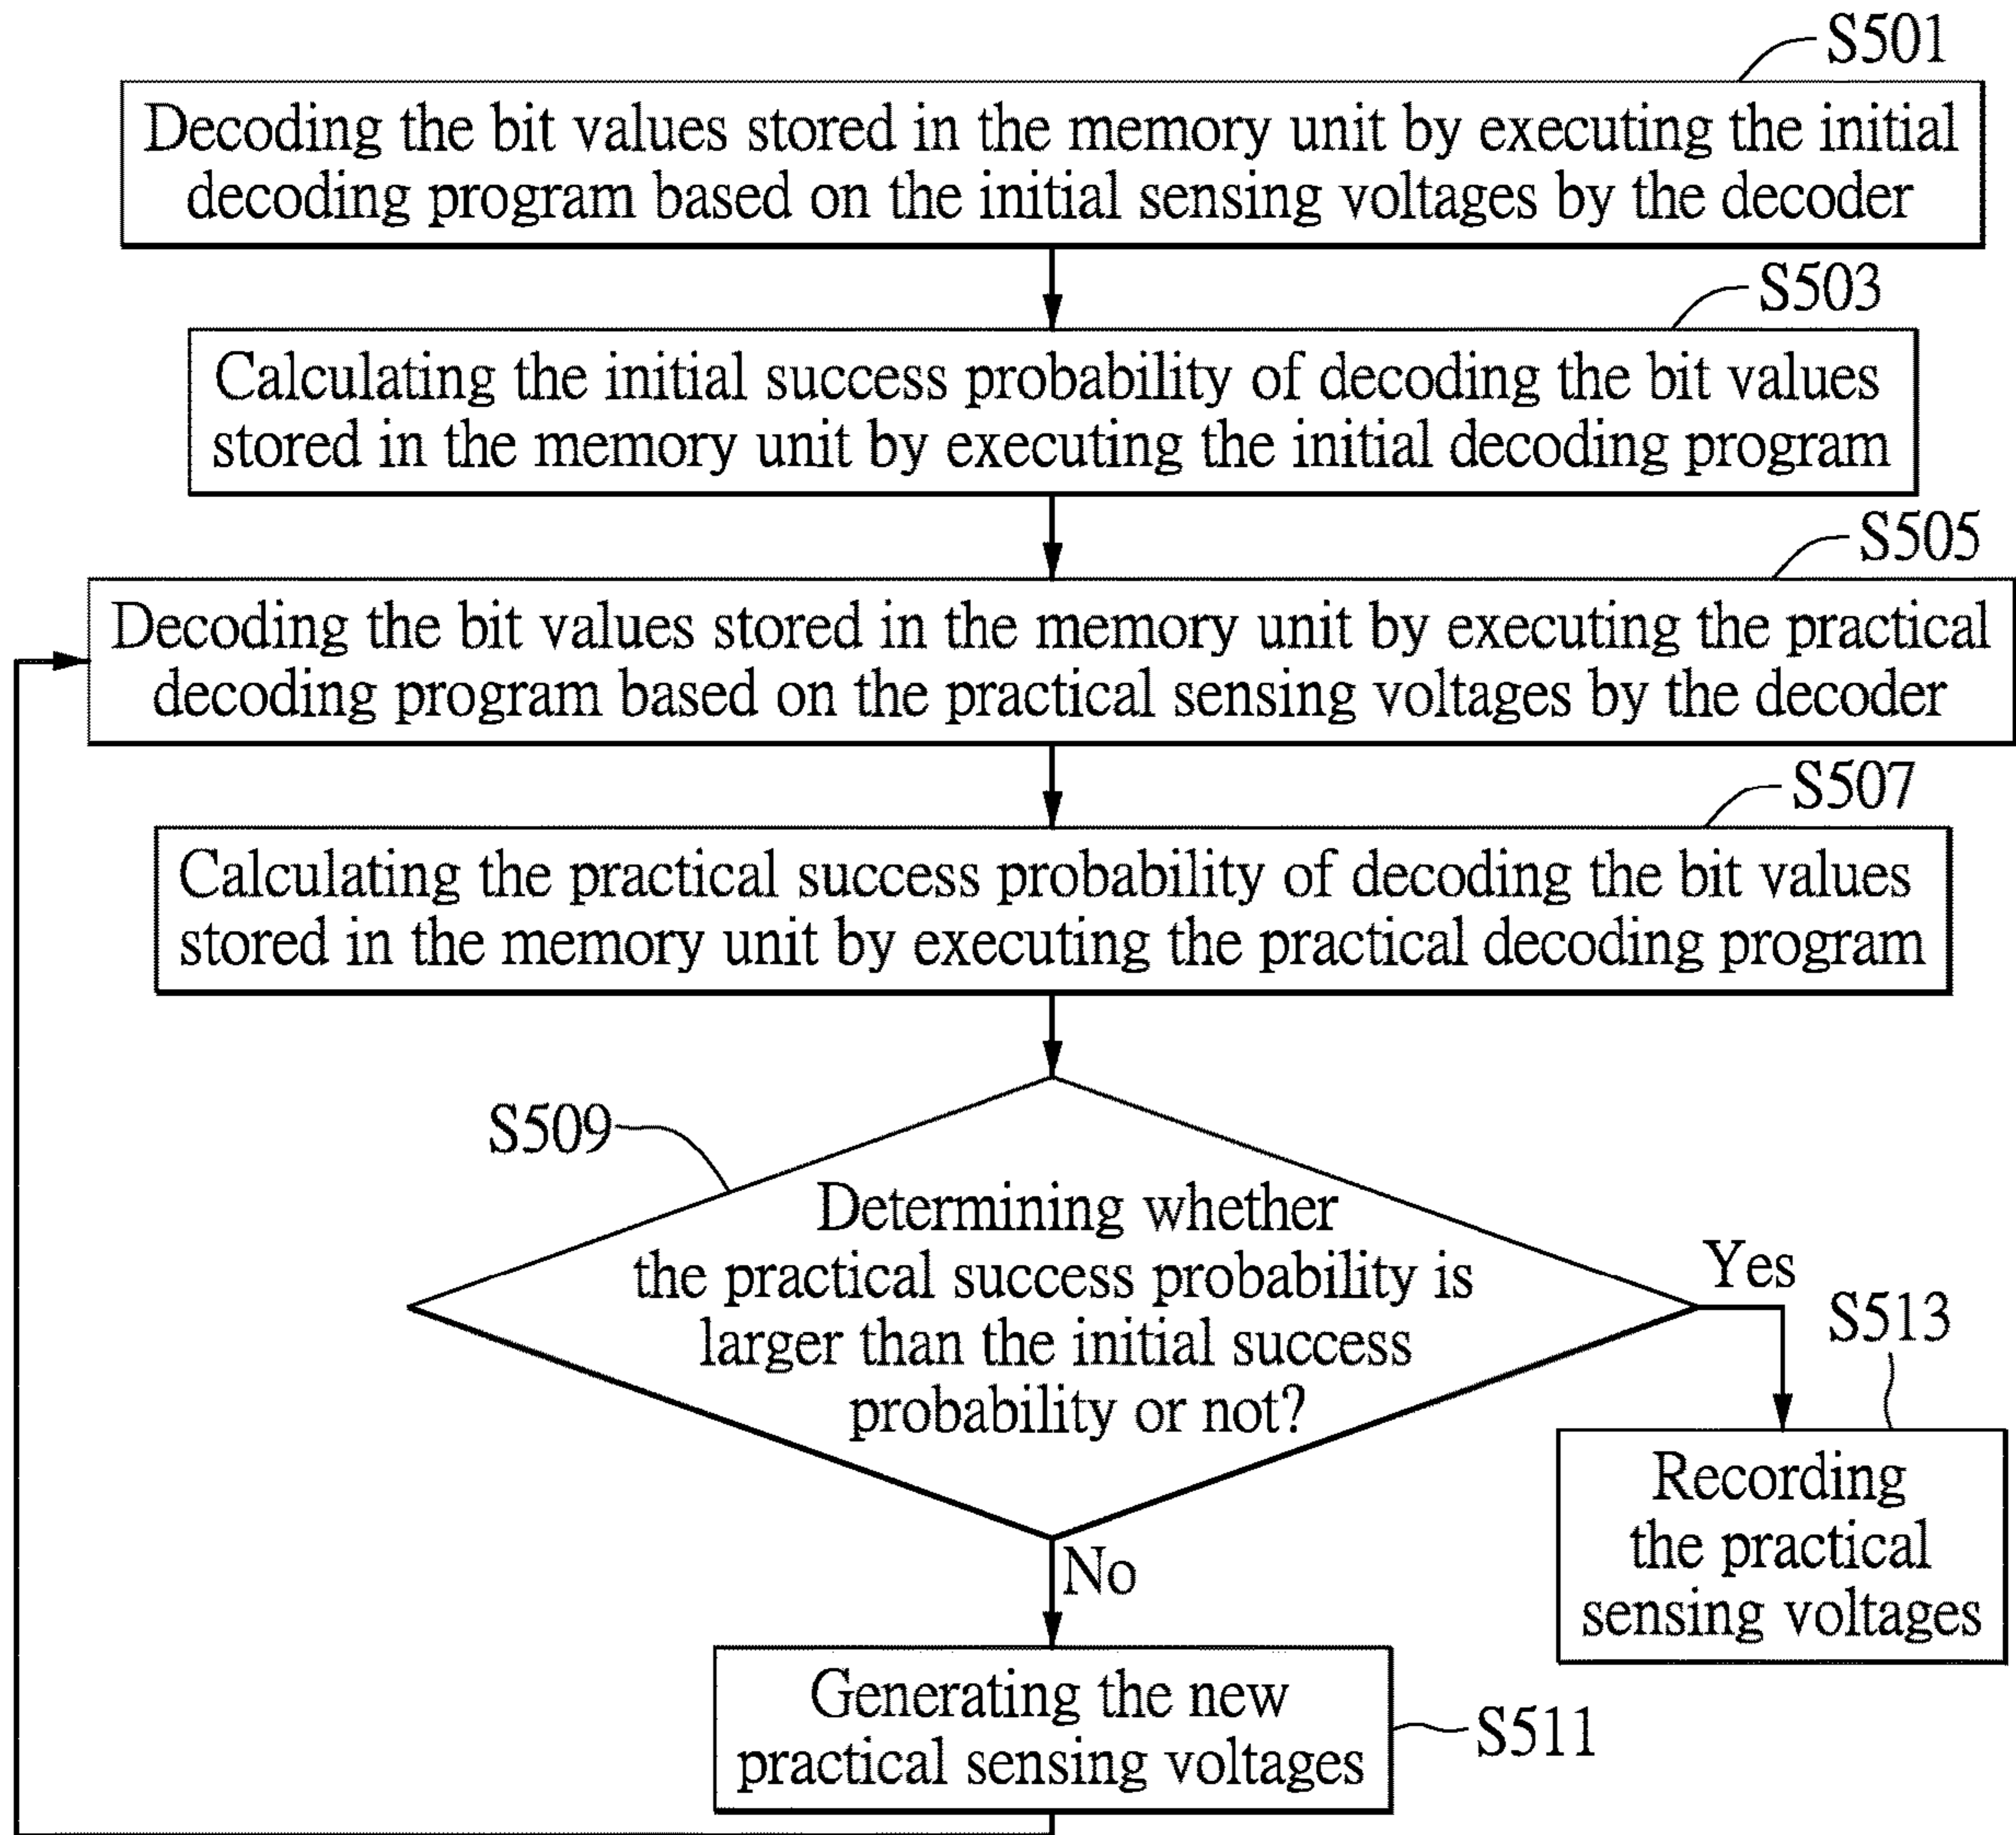 S501
Decoding the bit values stored in the memory unit by executing the initial
decoding program based on the initial sensing voltages by the decoder
S503
Calculating the initial success probability of decoding the bit values
stored in the memory unit by executing the initial decoding program
S505
Decoding the bit values stored in the memory unit by executing the practical
decoding program based on the practical sensing voltages by the decoder
S507
Calculating the practical success probability of decoding the bit values
stored in the memory unit by executing the practical decoding program
S509
Determining whether
the practical success probability is
larger than the initial success
probability or not?
Yes
S513
Recording
the practical
sensing voltages
No
Generating the new
practical sensing voltages
S511